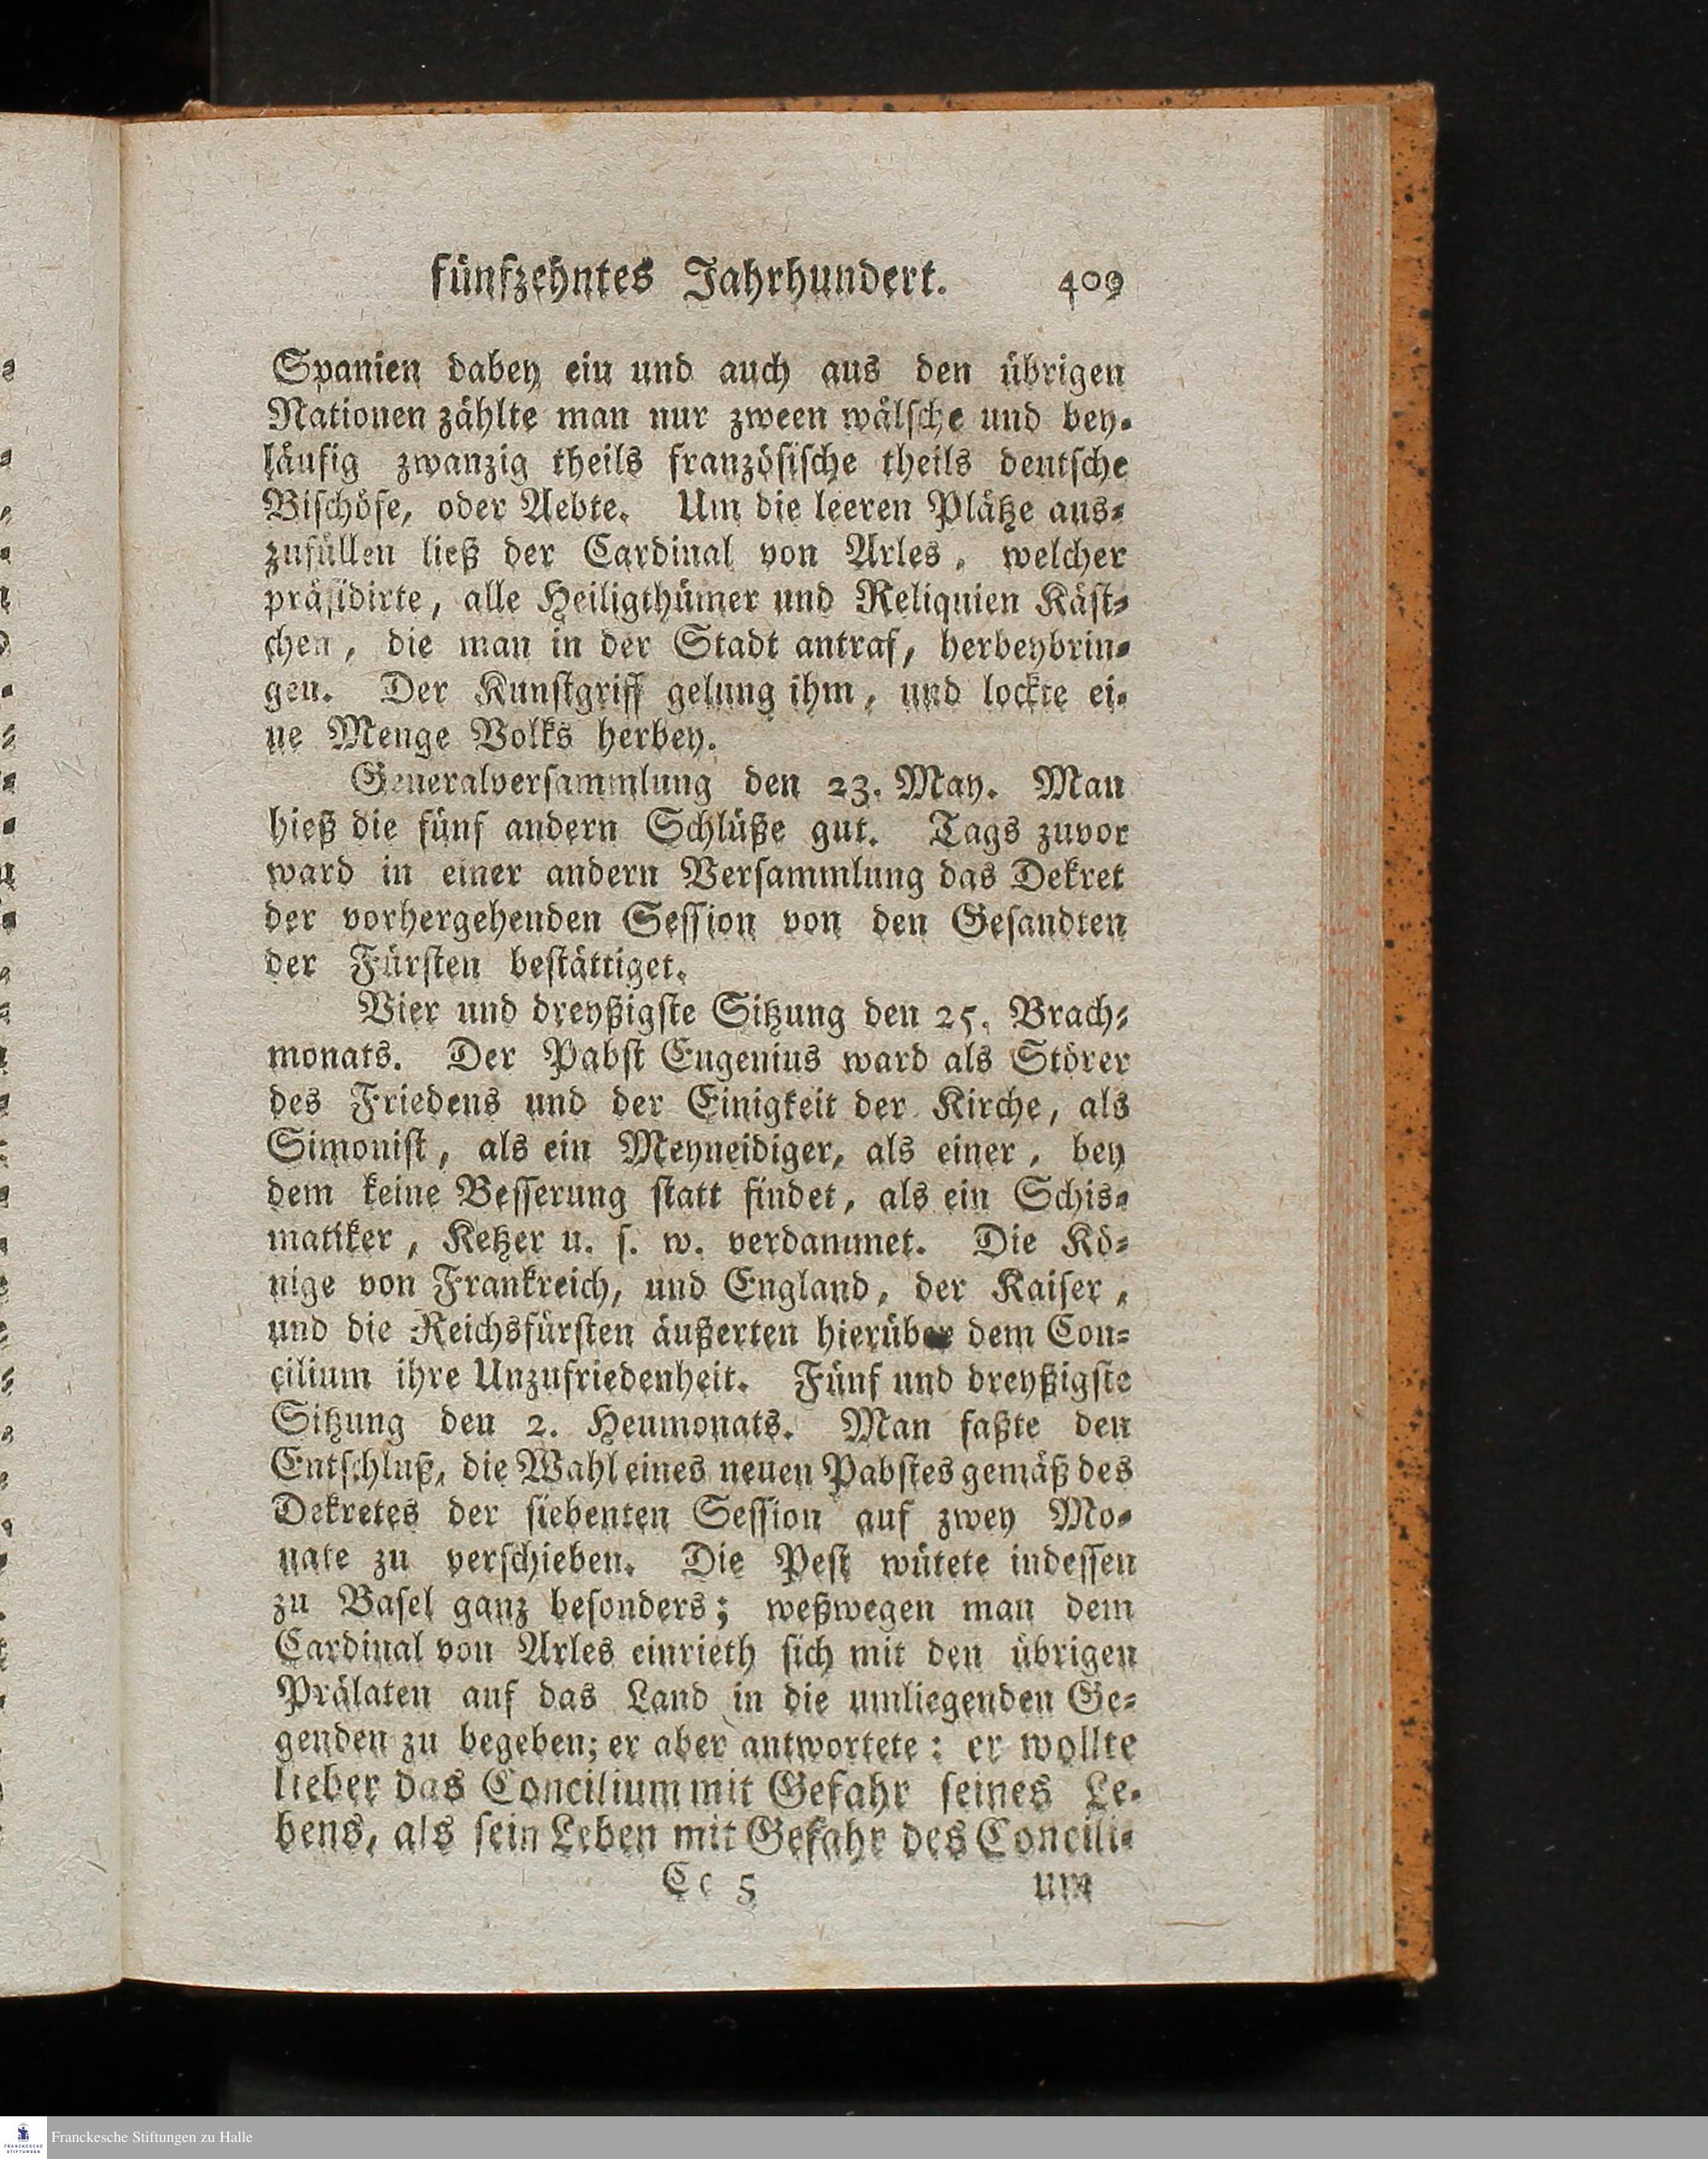 fünfzehntes Jahrhundert. 409
Spanien dabey ein und auch aus den übrigen
Nationen zählte man nur zween wälsche und bey-
läufig zwanzig theils französische theils deutsche
Bischöfe, oder Aebte. Um die leeren Plätze aus-
zufüllen ließ der Cardinal von Arles, welcher
präsidirte, alle Heiligthümer und Reliquien Käst-
chen, die man in der Stadt antraf, herbeybrin-
gen. Der Kunstgriff gelung ihm, und lockte ei-
ne Menge Volks herbey.
Generalversammlung den 23. May. Man
hieß die fünf andern Schlüße gut. Tags zuvor
ward in einer andern Versammlung das Dekret
der vorhergehenden Session von den Gesandten
der Fürsten bestättiget.
Vier und dreyßigste Sitzung den 25. Brach-
monats. Der Pabst Eugenius ward als Störer
des Friedens und der Einigkeit der Kirche, als
Simonist, als ein Meyneidiger, als einer, bey
dem keine Besserung statt findet, als ein Schis-
matiker, Ketzer u. s. w. verdammet. Die Kö-
nige von Frankreich, und England, der Kaiser,
und die Reichsfürsten äußerten hierüber dem Con-
cilium ihre Unzufriedenheit. Fünf und dreyßigste
Sitzung den 2. Heumonats. Man faßte den
Entschluß, die Wahl eines neuen Pabstes gemäß des
Dekretes der siebenten Session auf zwey Mo-
nate zu verschieben. Die Pest wütete indessen
zu Basel ganz besonders; weßwegen man dem
Cardinal von Arles einrieth sich mit den übrigen
Prälaten auf das Land in die umliegenden Ge-
genden zu begeben; er aber antwortete: er wollte
lieber das Concilium mit Gefahr seines Le-
bens, als sein Leben mit Gefahr des Concili-
Cc 5 um
Franckesche Stiftungen zu Halle